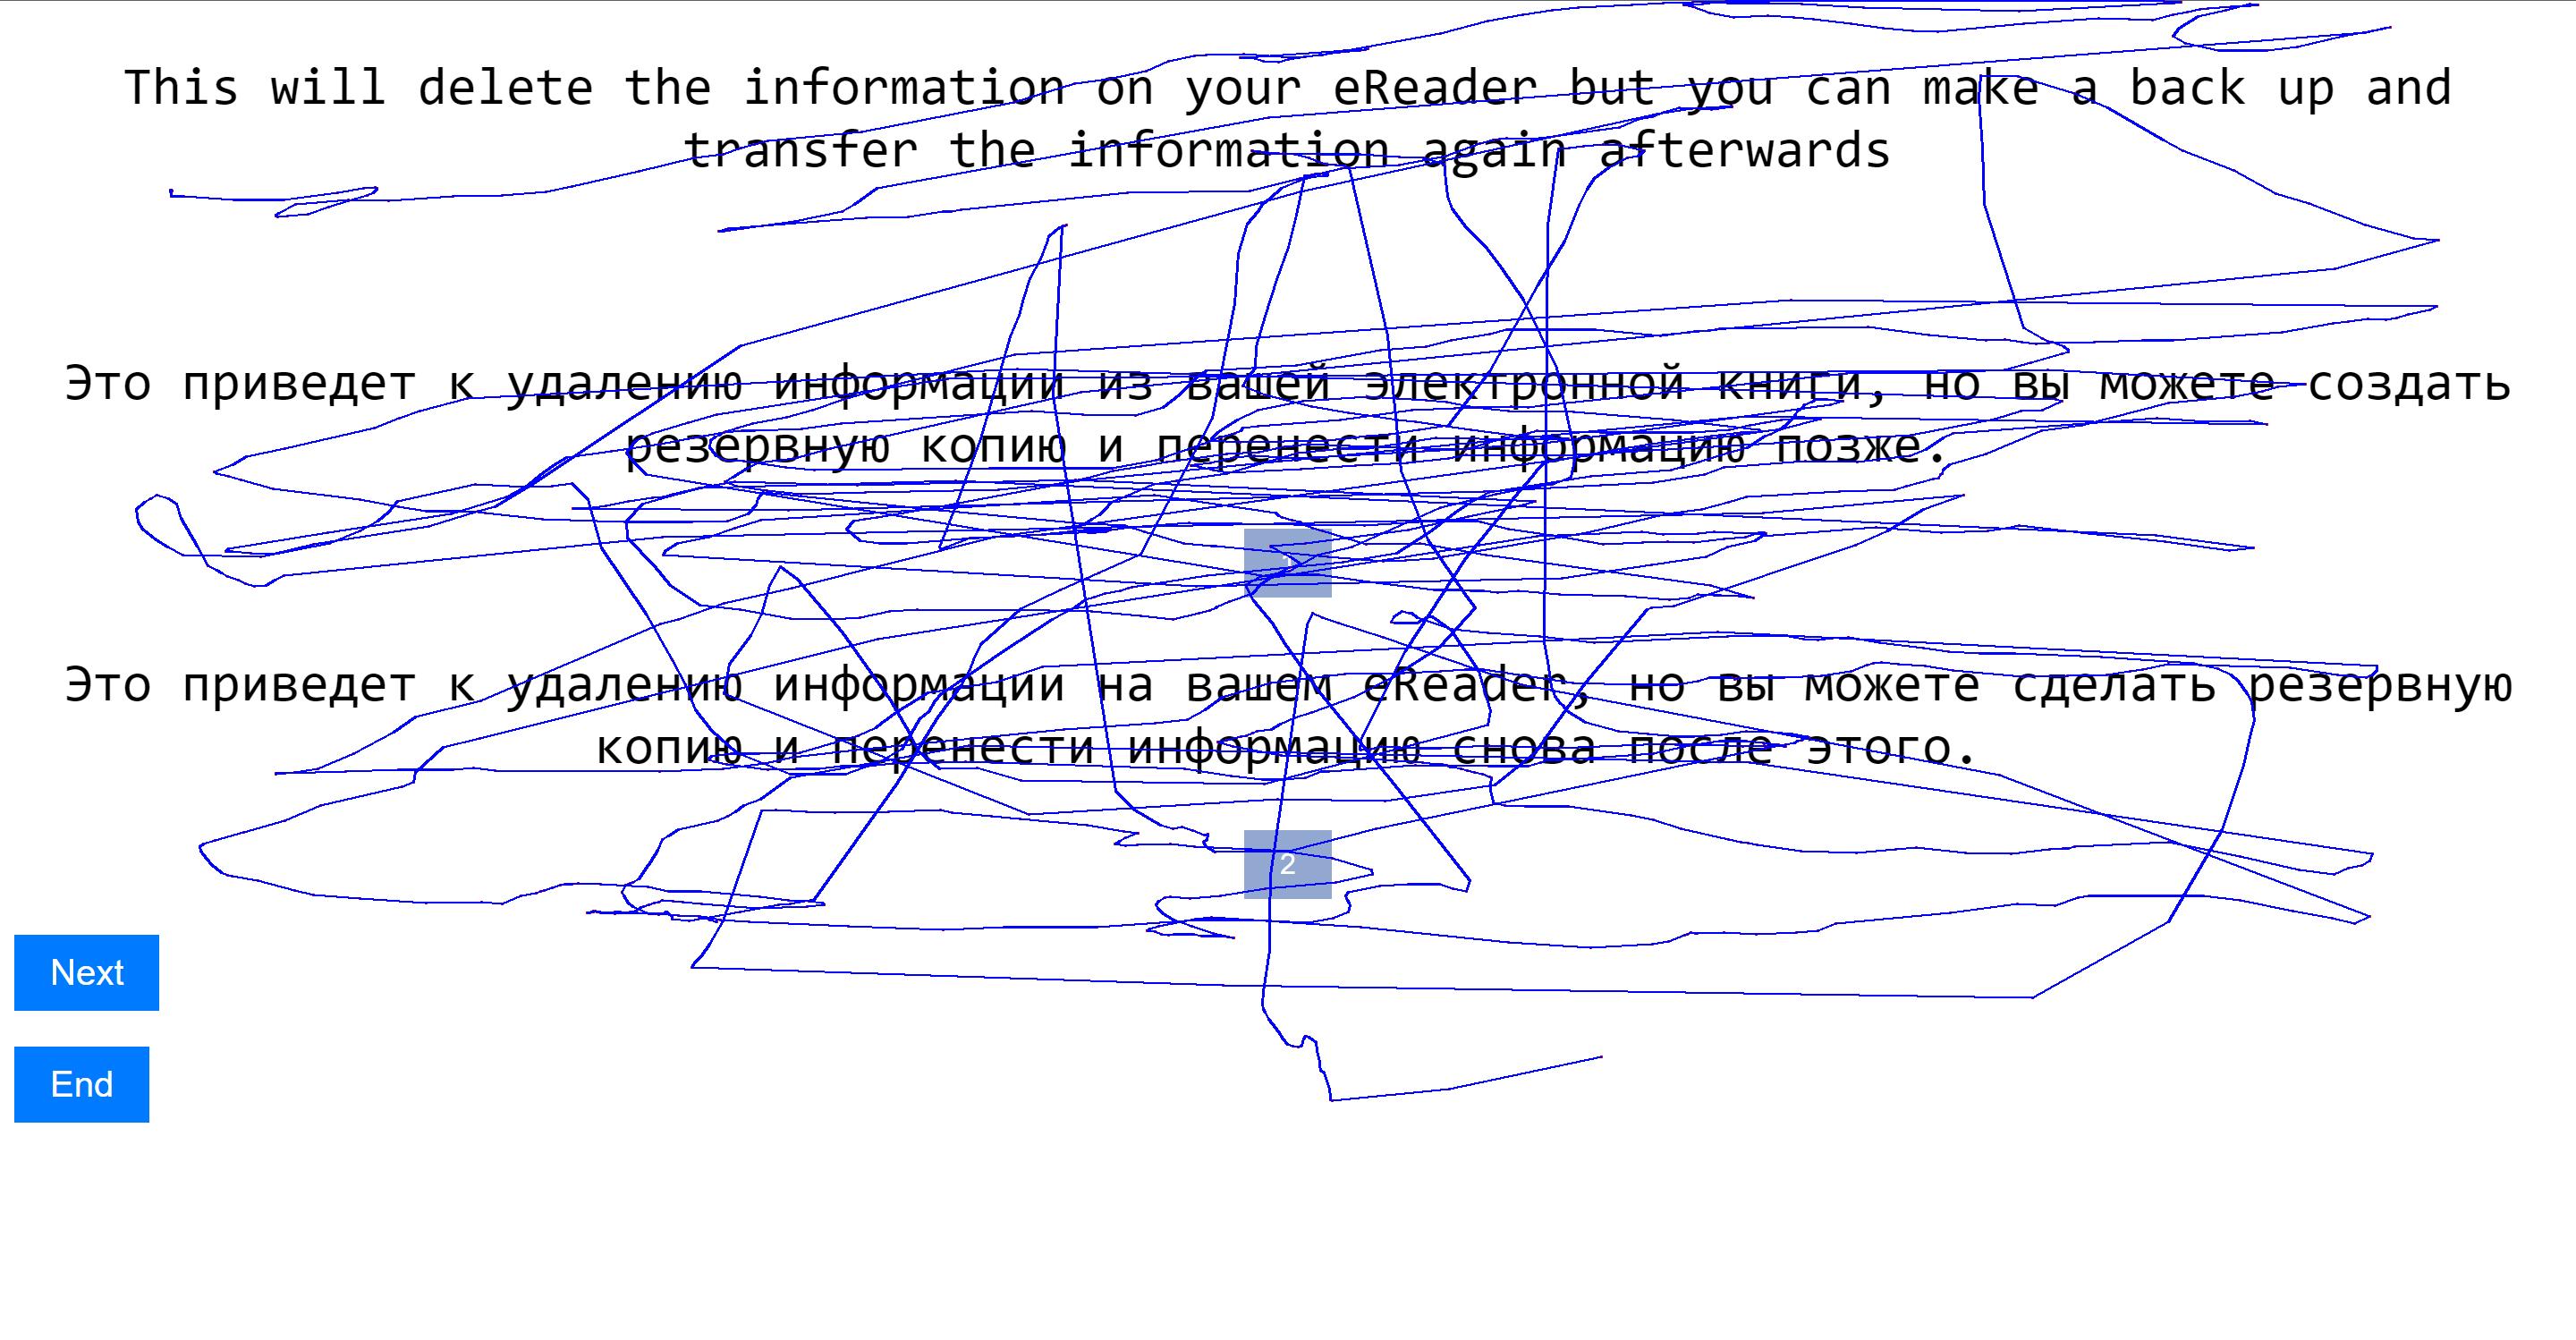 This will delete the information on your eReader but you can make a back up and
transfer the information again afterwards
Это приведет к удалению информации из вашей электронной книги, но вы можете создать
резервную копию и перенести информацию позже.
Это приведет к удалению информации на вашем eReader, но вы можете сделать резервную
копию и перенести информацию снова после этого.
2
Next
End